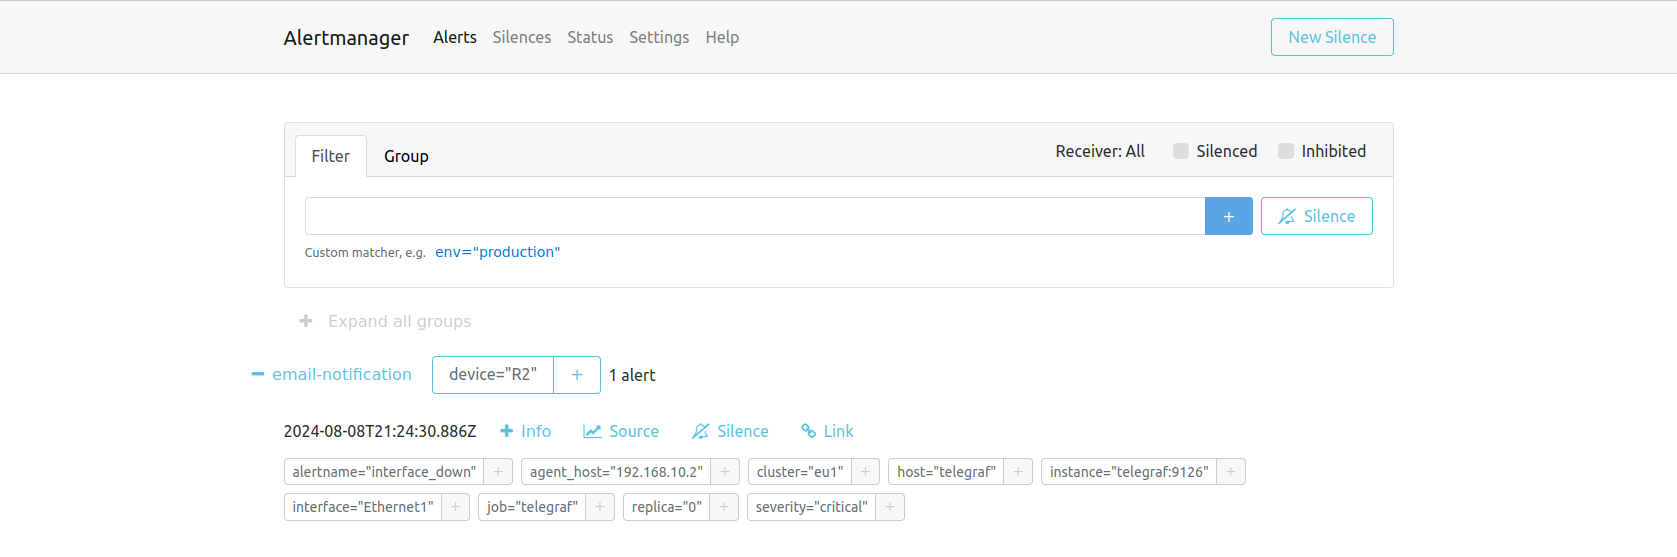 Alertmanager Alerts Silences Status Settings Help New Silence
Filter Group Receiver: All Silenced Inhibited
+ Silence
Custom matcher, e.g. env="production"
+ Expand all groups
− email-notification device="R2" + 1 alert
2024-08-08T21:24:30.886Z + Info Source Silence Link
alertname="interface_down" + agent_host="192.168.10.2" + cluster="eu1" + host="telegraf" + instance="telegraf:9126" +
interface="Ethernet1" + job="telegraf" + replica="0" + severity="critical" +